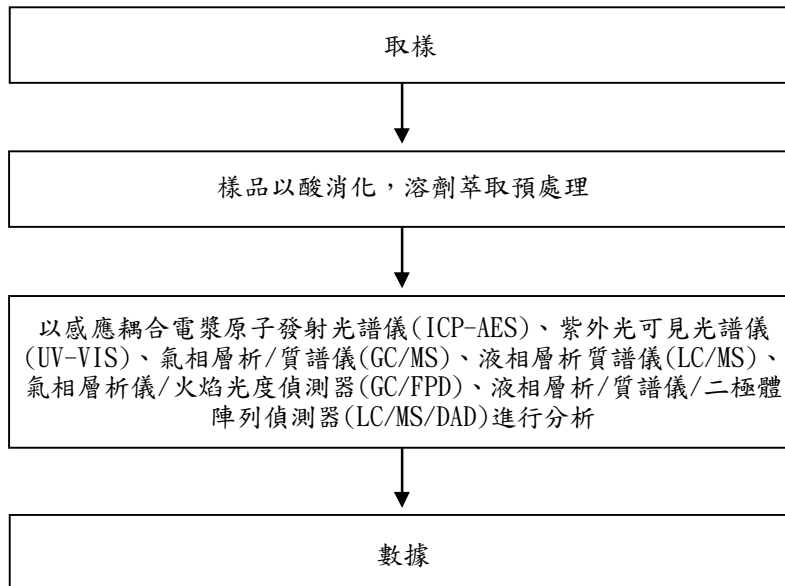 取樣
樣品以酸消化，溶劑萃取預處理
以感應耦合電漿原子發射光譜儀(ICP-AES)、紫外光可見光譜儀
(UV-VIS)、氣相層析/質譜儀(GC/MS)、液相層析質譜儀(LC/MS)、
氣相層析儀/火焰光度偵測器(GC/FPD)、液相層析/質譜儀/二極體
陣列偵測器(LC/MS/DAD)進行分析
數據